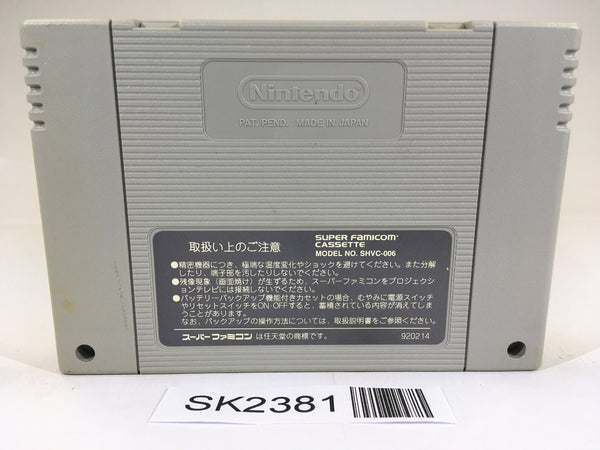 Nintendo
PAT. PEND. MADE IN JAPAN
取扱い上のご注意
SUPER FAMICOM
CASSETTE
MODEL NO. SHVC-006
●精密機器につき、極端な温度変化やショックを避けてください。また分解
したり、端子部を汚したりしないでください。
●残像現象（画面焼け）が生ずるため、スーパーファミコンをプロジェクシ
ョンテレビには接続しないでください。
●バッテリーバックアップ機能付きカセットの場合、むやみに電源スイッチ
やリセットスイッチをON・OFFすると、蓄積されている内容が消えてしま
うことがあります。
なお、バックアップの操作方法については、取扱説明書をご参照ください。
スーパーファミコンは任天堂の商標です。
920214
SK2381